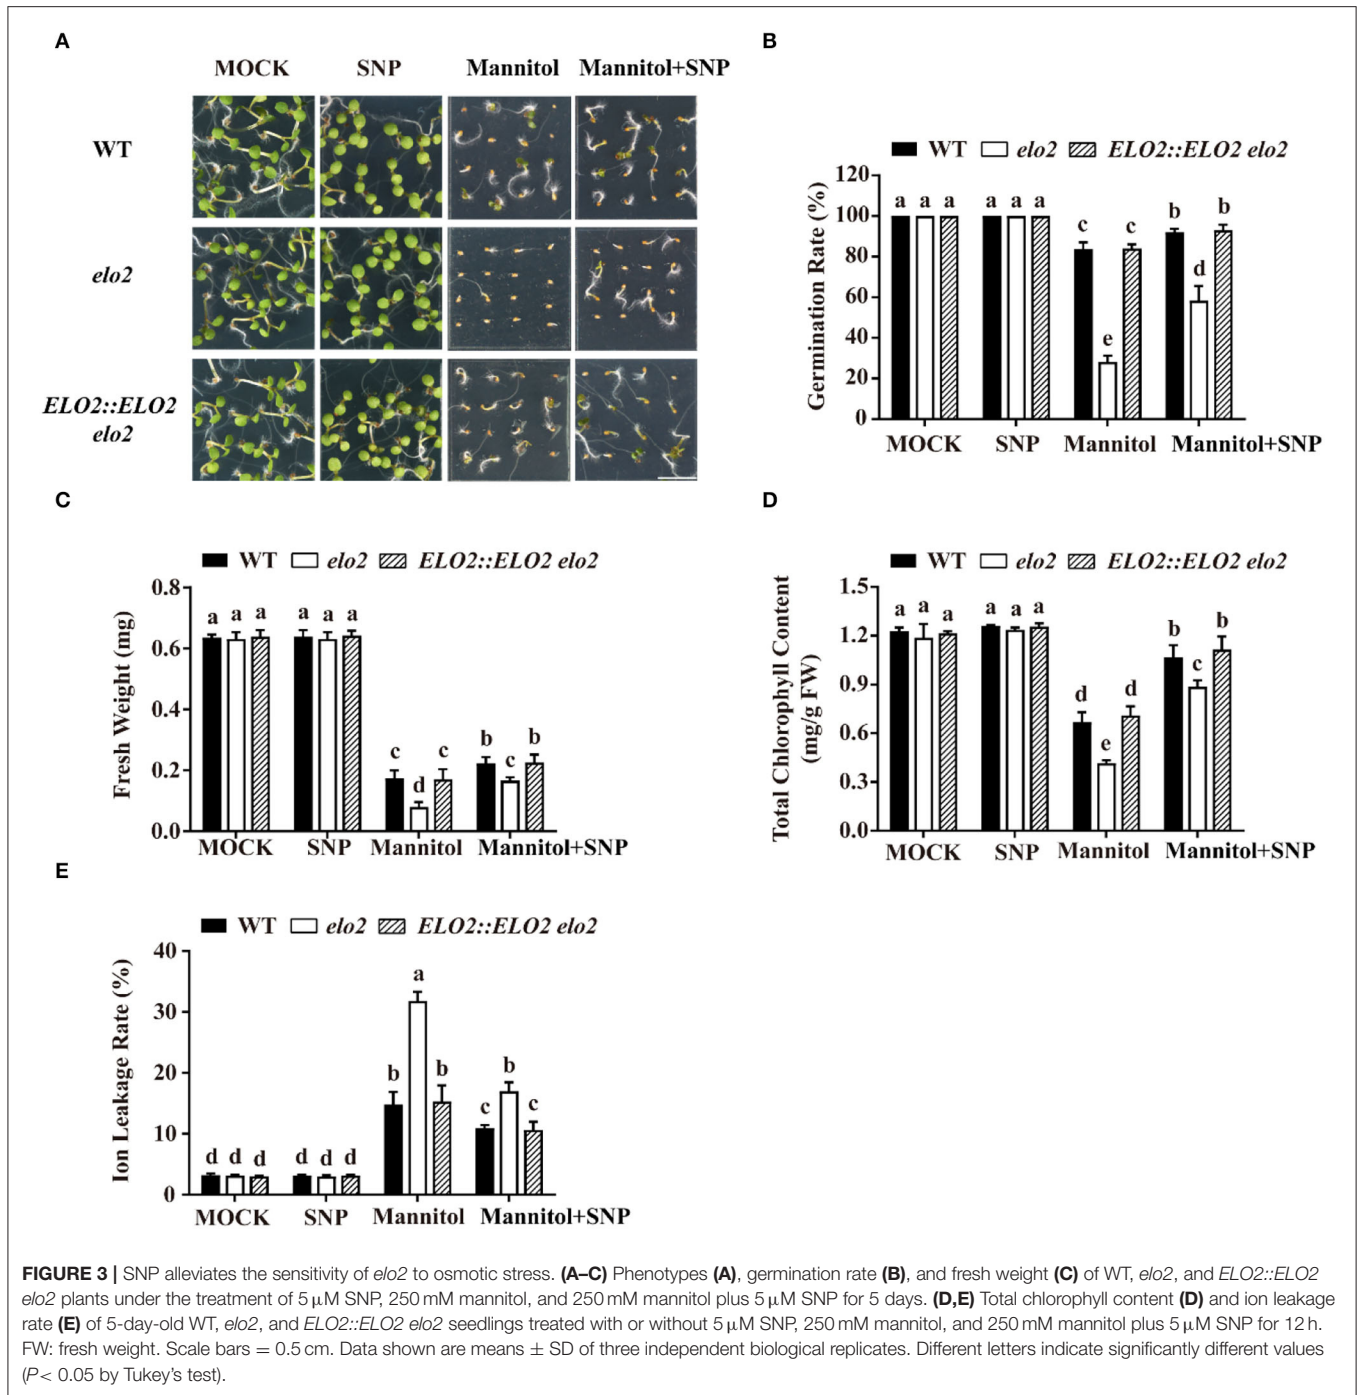 A
MOCK SNP Mannitol Mannitol+SNP
WT
elo2
ELO2::ELO2
elo2
B
WT elo2 ELO2::ELO2 elo2
Germination Rate (%)
120
100
80
60
40
20
0
a a a a a a c e c b d b
MOCK SNP Mannitol Mannitol+SNP
C
WT elo2 ELO2::ELO2 elo2
Fresh Weight (mg)
0.8
0.6
0.4
0.2
0.0
a a a a a a c d c b c b
MOCK SNP Mannitol Mannitol+SNP
D
WT elo2 ELO2::ELO2 elo2
Total Chlorophyll Content
(mg/g FW)
1.5
1.2
0.9
0.6
0.3
0.0
a a a a a a d e d b c b
MOCK SNP Mannitol Mannitol+SNP
E
WT elo2 ELO2::ELO2 elo2
Ion Leakage Rate (%)
40
30
20
10
0
d d d d d d b a b c b c
MOCK SNP Mannitol Mannitol+SNP
FIGURE 3 | SNP alleviates the sensitivity of elo2 to osmotic stress. (A–C) Phenotypes (A), germination rate (B), and fresh weight (C) of WT, elo2, and ELO2::ELO2
elo2 plants under the treatment of 5 μM SNP, 250 mM mannitol, and 250 mM mannitol plus 5 μM SNP for 5 days. (D,E) Total chlorophyll content (D) and ion leakage
rate (E) of 5-day-old WT, elo2, and ELO2::ELO2 elo2 seedlings treated with or without 5 μM SNP, 250 mM mannitol, and 250 mM mannitol plus 5 μM SNP for 12 h.
FW: fresh weight. Scale bars = 0.5 cm. Data shown are means ± SD of three independent biological replicates. Different letters indicate significantly different values
(P< 0.05 by Tukey's test).